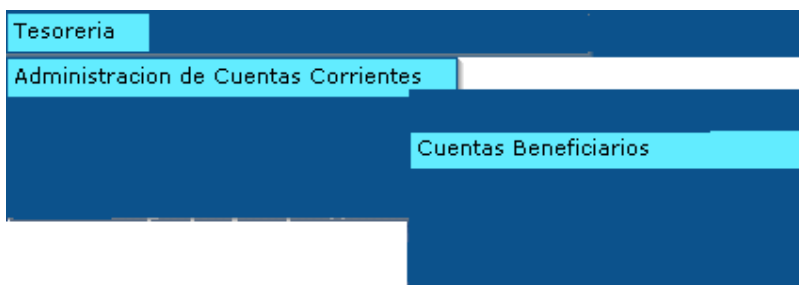 Tesoreria
Administracion de Cuentas Corrientes
Cuentas Beneficiarios